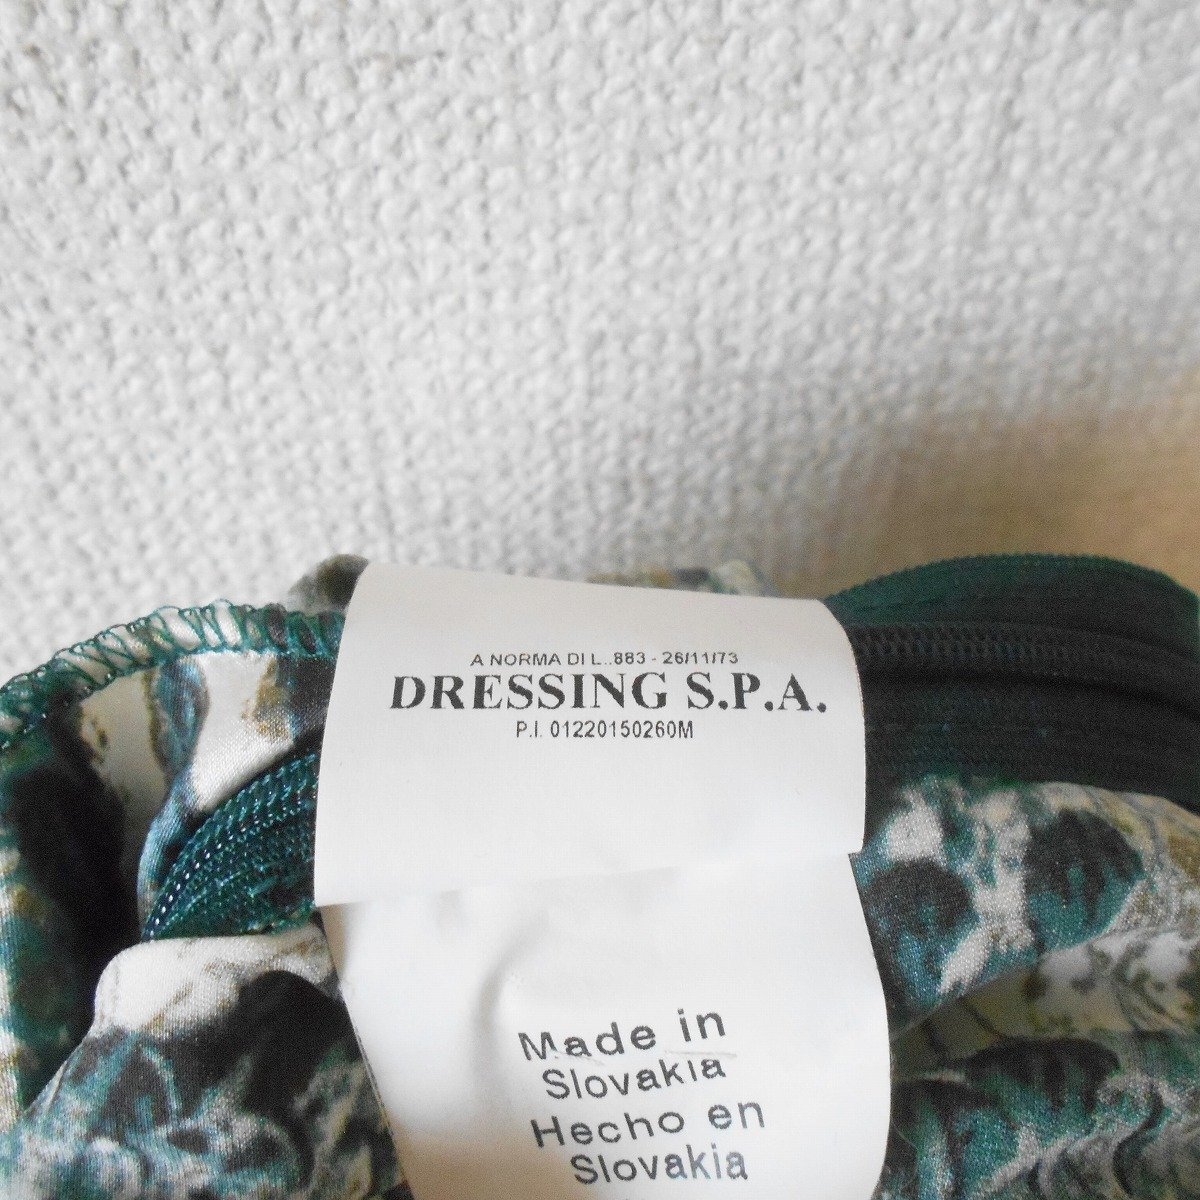 A NORMA DI L..883 - 26/11/73
DRESSING S.P.A.
P.I. 01220150260M
Made in
Slovakia
Hecho en
Slovakia